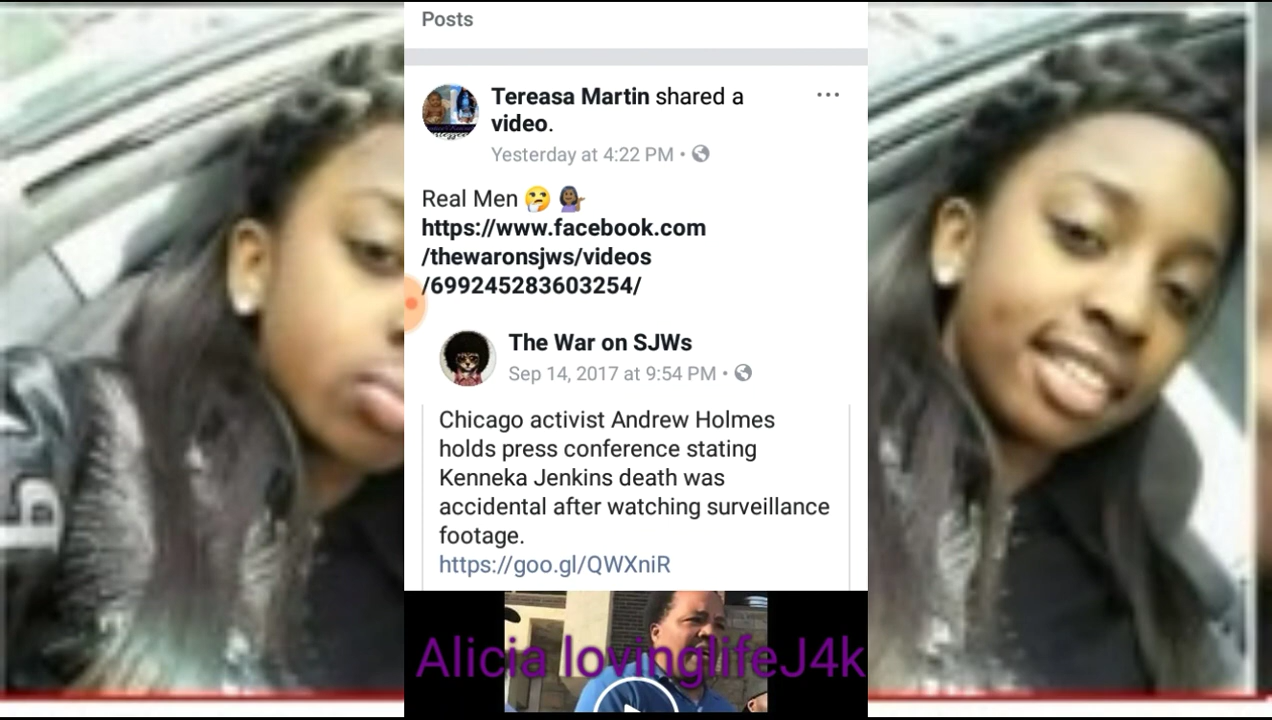 Posts
Tereasa Martin shared a
video.
Yesterday at 4:22 PM •
Real Men 🤔 💁🏾‍♀️
https://www.facebook.com
/thewaronsjws/videos
/699245283603254/
The War on SJWs
Sep 14, 2017 at 9:54 PM •
Chicago activist Andrew Holmes
holds press conference stating
Kenneka Jenkins death was
accidental after watching surveillance
footage.
https://goo.gl/QWXniR
Alicia lovinglifeJ4k